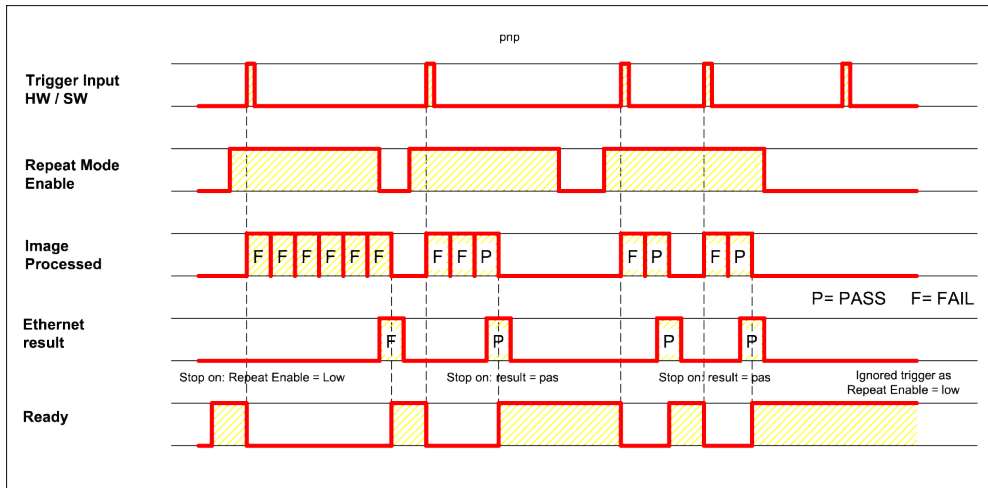 pnp
Trigger Input
HW / SW
Repeat Mode
Enable
Image
Processed
F F F F F F F F P F P F P
P= PASS F= FAIL
Ethernet
result
F P P P
Stop on: Repeat Enable = Low
Stop on: result = pas
Stop on: result = pas
Ignored trigger as
Repeat Enable = low
Ready